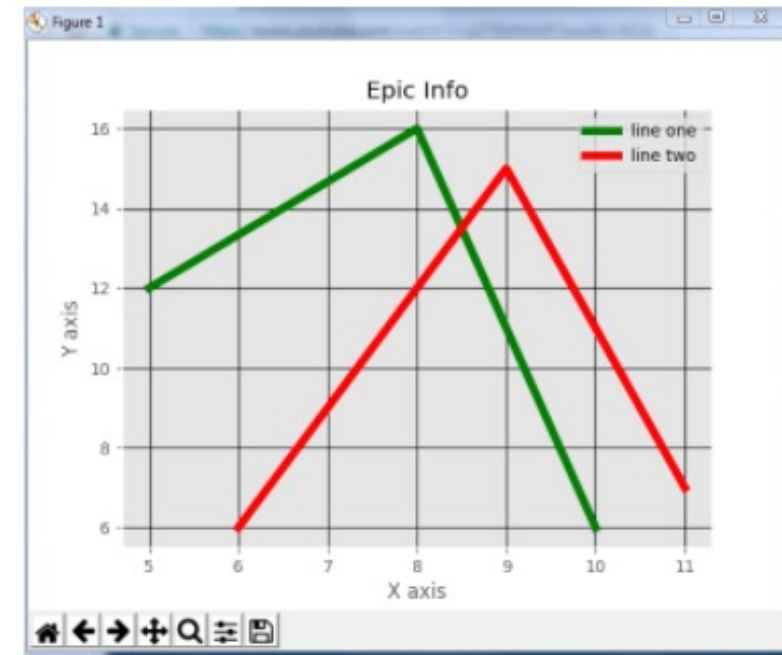 Figure 1
Epic Info
line one
line two
Y axis
16
14
12
10
8
6
5 6 7 8 9 10 11
X axis